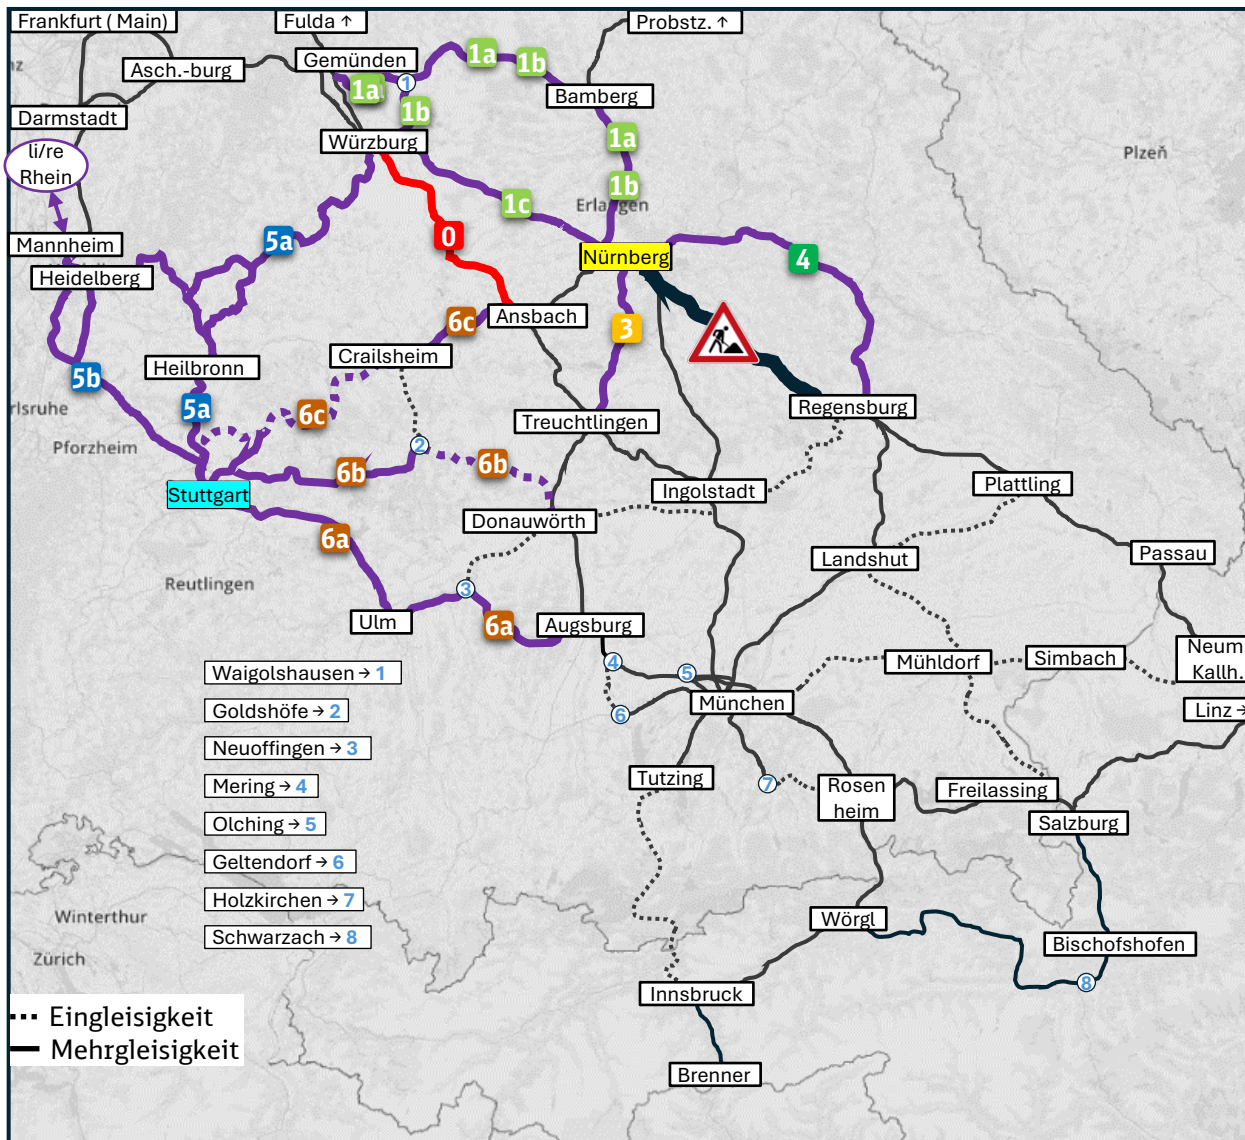 Frankfurt ( Main)
Fulda ↑
Probstz. ↑
Gemünden
Asch.-burg
1a
1b
1a
1
1b
Bamberg
Darmstadt
Würzburg
1a
li/re
Rhein
Plzeň
1b
1c
Erlangen
5a
0
Mannheim
Nürnberg
4
Heidelberg
Ansbach
6c
3
Crailsheim
Heilbronn
5b
5a
6c
Regensburg
Treuchtlingen
Pforzheim
2
6b
6b
Plattling
Stuttgart
Ingolstadt
Donauwörth
6a
Landshut
Passau
Reutlingen
3
Ulm
6a
Augsburg
Neum.
Kallh.
4
5
Mühldorf
Simbach
Waigolshausen → 1
München
Goldshöfe → 2
6
Linz →
Neuoffingen → 3
Tutzing
7
Rosen
heim
Freilassing
Mering → 4
Olching → 5
Salzburg
Geltendorf → 6
Holzkirchen → 7
Winterthur
Wörgl
Schwarzach → 8
Bischofshofen
Zürich
8
Innsbruck
Eingleisigkeit
Mehrgleisigkeit
Brenner